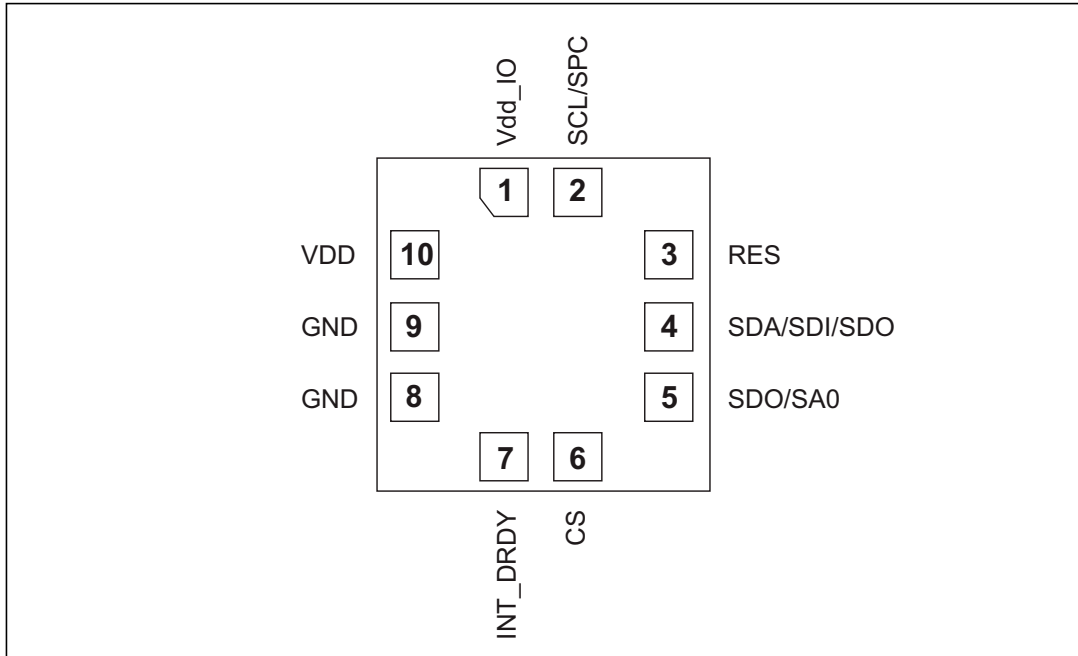 Vdd_IO
SCL/SPC
1
2
VDD
10
3
RES
GND
9
4
SDA/SDI/SDO
GND
8
5
SDO/SA0
7
6
INT_DRDY
CS